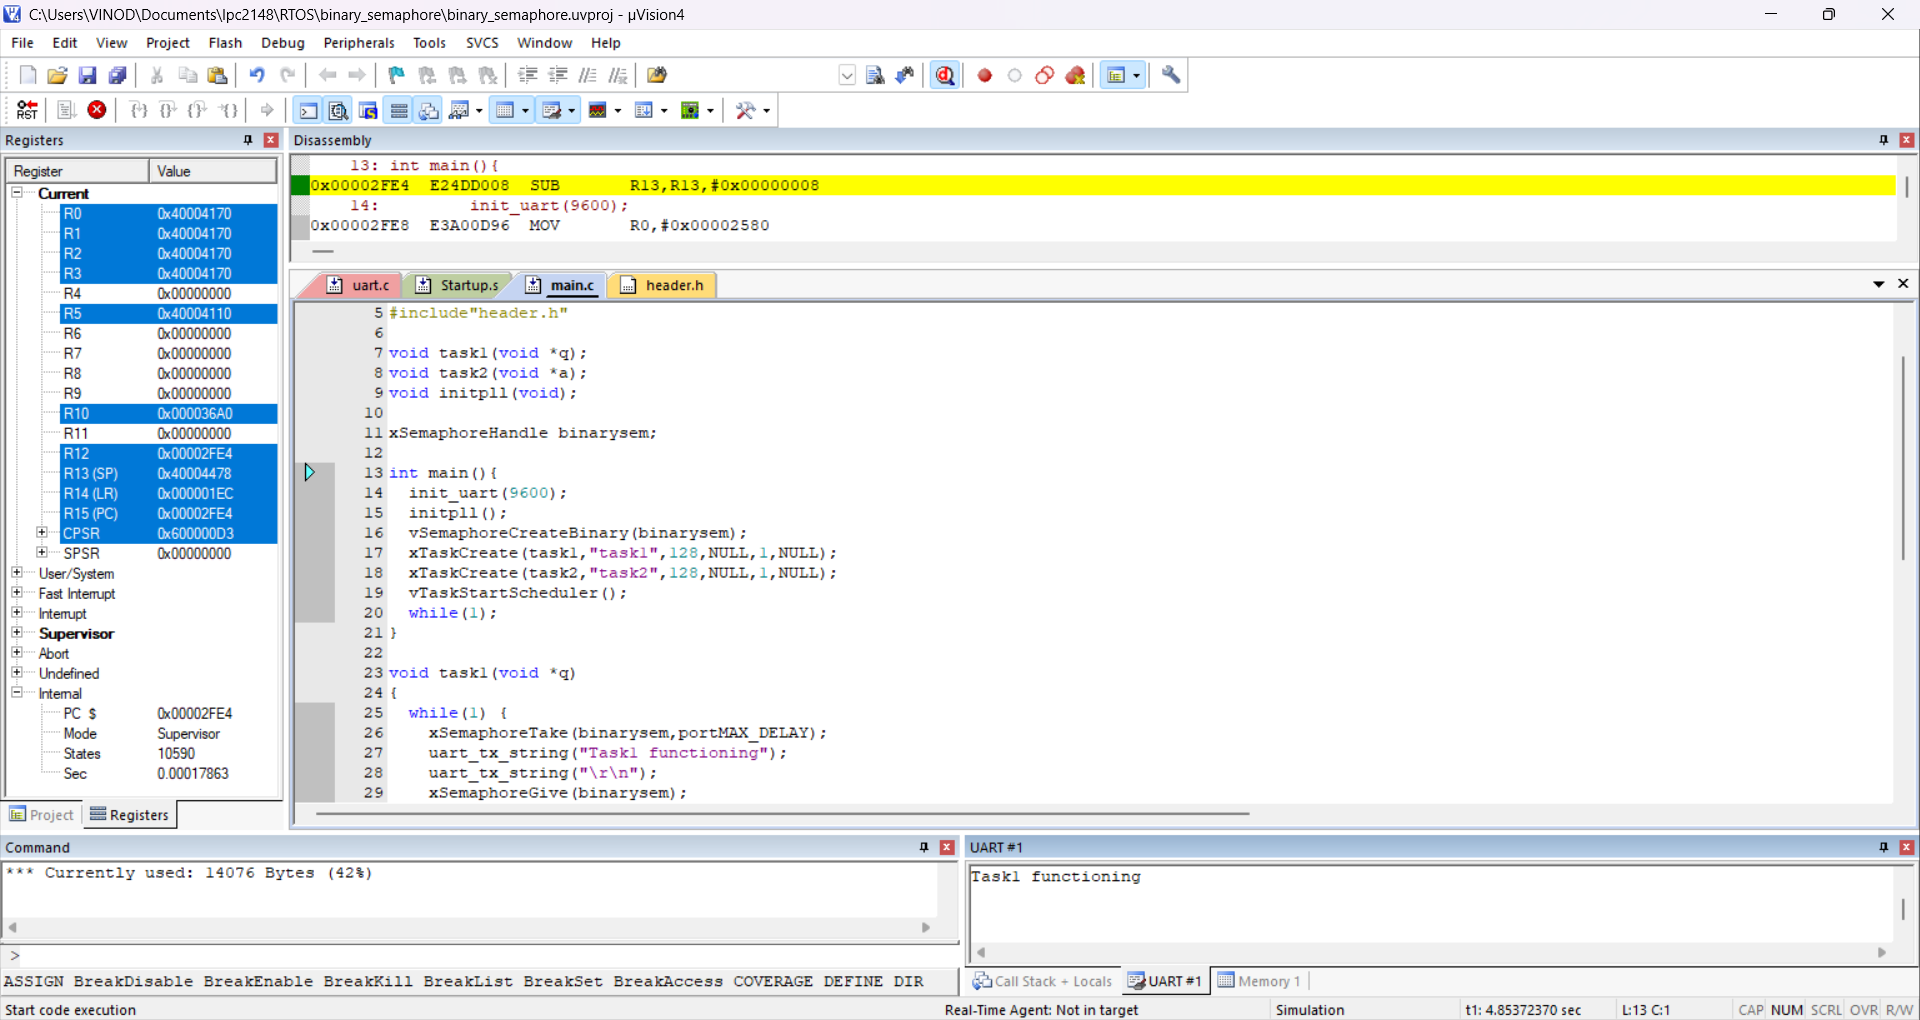 C:\Users\VINOD\Documents\lpc2148\RTOS\binary_semaphore\binary_semaphore.uvproj - µVision4
File Edit View Project Flash Debug Peripherals Tools SVCS Window Help
RST
Registers
Register Value
Current
R0 0x40004170
R1 0x40004170
R2 0x40004170
R3 0x40004170
R4 0x00000000
R5 0x40004110
R6 0x00000000
R7 0x00000000
R8 0x00000000
R9 0x00000000
R10 0x000036A0
R11 0x00000000
R12 0x00002FE4
R13 (SP) 0x40004478
R14 (LR) 0x000001EC
R15 (PC) 0x00002FE4
CPSR 0x600000D3
SPSR 0x00000000
User/System
Fast Interrupt
Interrupt
Supervisor
Abort
Undefined
Internal
PC $ 0x00002FE4
Mode Supervisor
States 10590
Sec 0.00017863
Project Registers
Disassembly
13: int main(){
0x00002FE4 E24DD008 SUB R13,R13,#0x00000008
14: init_uart(9600);
0x00002FE8 E3A00D96 MOV R0,#0x00002580
uart.c Startup.s main.c header.h
5 #include"header.h"
6
7 void task1(void *q);
8 void task2(void *a);
9 void initpll(void);
10
11 xSemaphoreHandle binarysem;
12
13 int main(){
14 init_uart(9600);
15 initpll();
16 vSemaphoreCreateBinary(binarysem);
17 xTaskCreate(task1,"task1",128,NULL,1,NULL);
18 xTaskCreate(task2,"task2",128,NULL,1,NULL);
19 vTaskStartScheduler();
20 while(1);
21 }
22
23 void task1(void *q)
24 {
25 while(1) {
26 xSemaphoreTake(binarysem,portMAX_DELAY);
27 uart_tx_string("Task1 functioning");
28 uart_tx_string("\r\n");
29 xSemaphoreGive(binarysem);
Command
*** Currently used: 14076 Bytes (42%)
>
ASSIGN BreakDisable BreakEnable BreakKill BreakList BreakSet BreakAccess COVERAGE DEFINE DIR
UART #1
Task1 functioning
Call Stack + Locals UART #1 Memory 1
Start code execution Real-Time Agent: Not in target Simulation t1: 4.85372370 sec L:13 C:1 CAP NUM SCRL OVR R/W